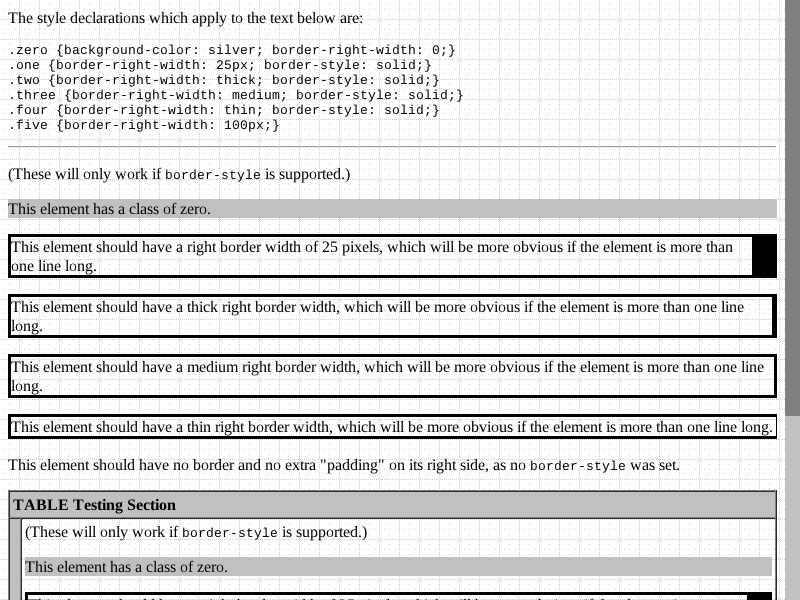 The style declarations which apply to the text below are:
.zero {background-color: silver; border-right-width: 0;}
.one {border-right-width: 25px; border-style: solid;}
.two {border-right-width: thick; border-style: solid;}
.three {border-right-width: medium; border-style: solid;}
.four {border-right-width: thin; border-style: solid;}
.five {border-right-width: 100px;}
(These will only work if border-style is supported.)
This element has a class of zero.
This element should have a right border width of 25 pixels, which will be more obvious if the element is more than
one line long.
This element should have a thick right border width, which will be more obvious if the element is more than one line
long.
This element should have a medium right border width, which will be more obvious if the element is more than one line
long.
This element should have a thin right border width, which will be more obvious if the element is more than one line long.
This element should have no border and no extra "padding" on its right side, as no border-style was set.
TABLE Testing Section
(These will only work if border-style is supported.)
This element has a class of zero.